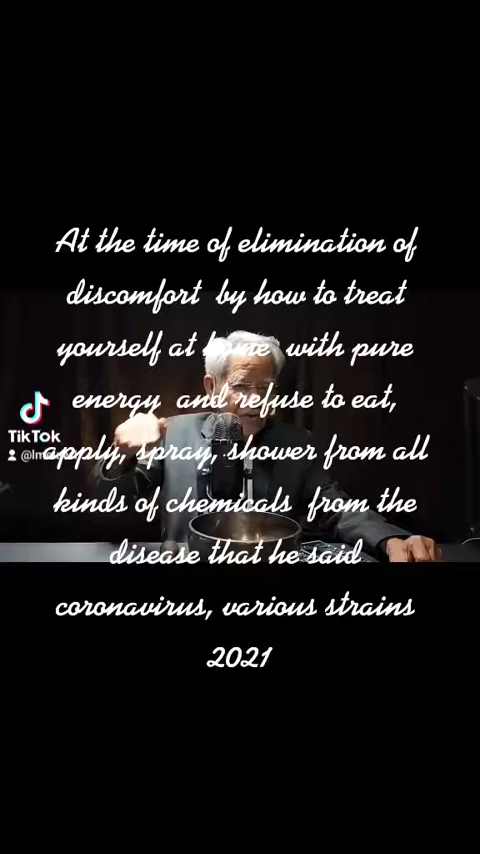 At the time of elimination of
discomfort by how to treat
yourself at home with pure
energy and refuse to eat,
TikTok
apply, spray, shower from all
kinds of chemicals from the
disease that he said
coronavirus, various strains
2021